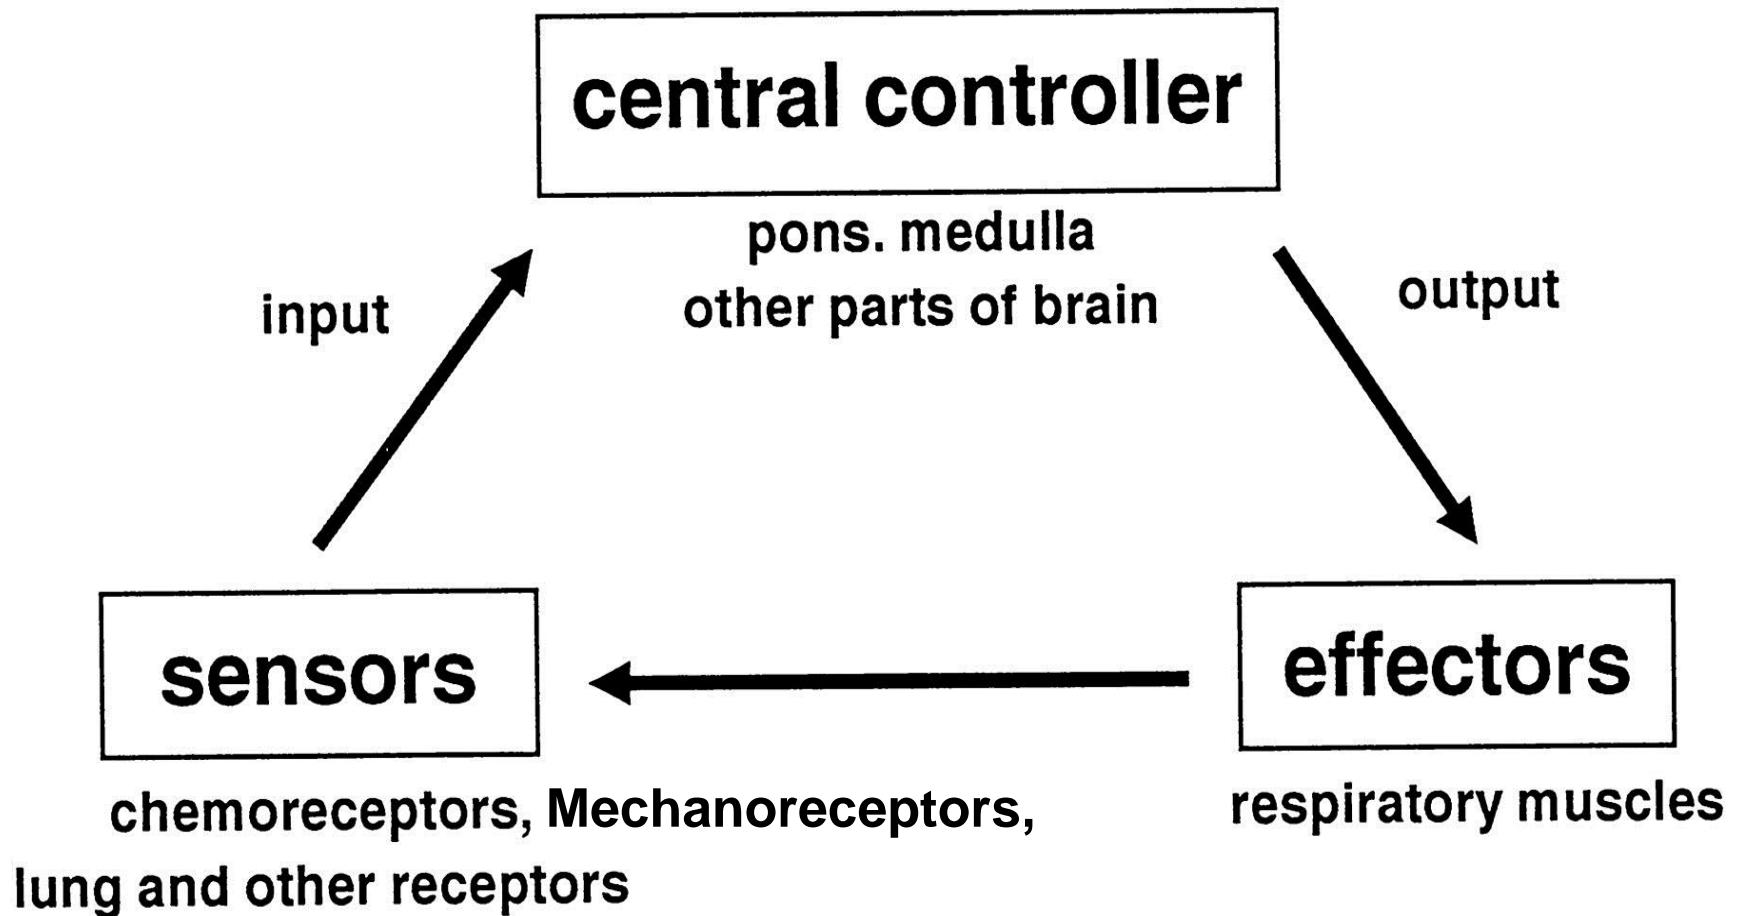 central controller
pons. medulla
other parts of brain
input
output
sensors
effectors
chemoreceptors, Mechanoreceptors,
lung and other receptors
respiratory muscles